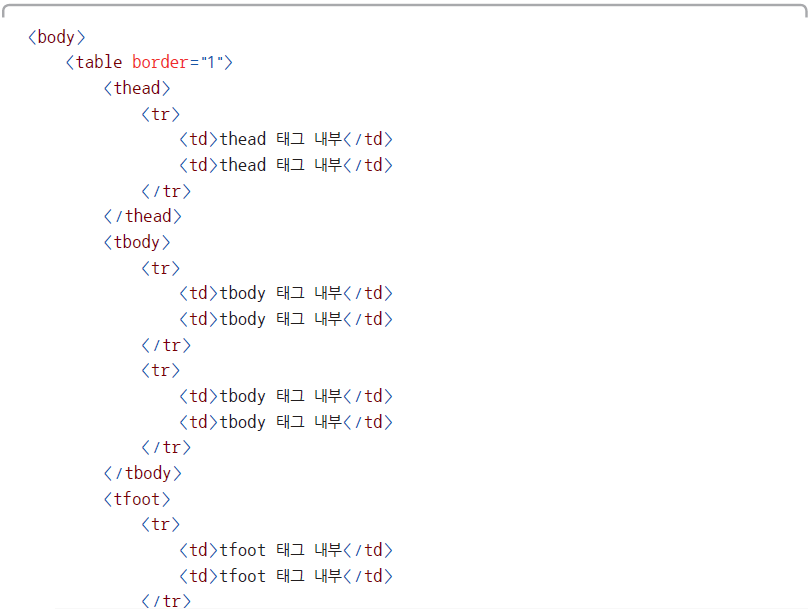 <body>
<table border="1">
<thead>
<tr>
<td>thead 태그 내부</td>
<td>thead 태그 내부</td>
</tr>
</thead>
<tbody>
<tr>
<td>tbody 태그 내부</td>
<td>tbody 태그 내부</td>
</tr>
<tr>
<td>tbody 태그 내부</td>
<td>tbody 태그 내부</td>
</tr>
</tbody>
<tfoot>
<tr>
<td>tfoot 태그 내부</td>
<td>tfoot 태그 내부</td>
</tr>